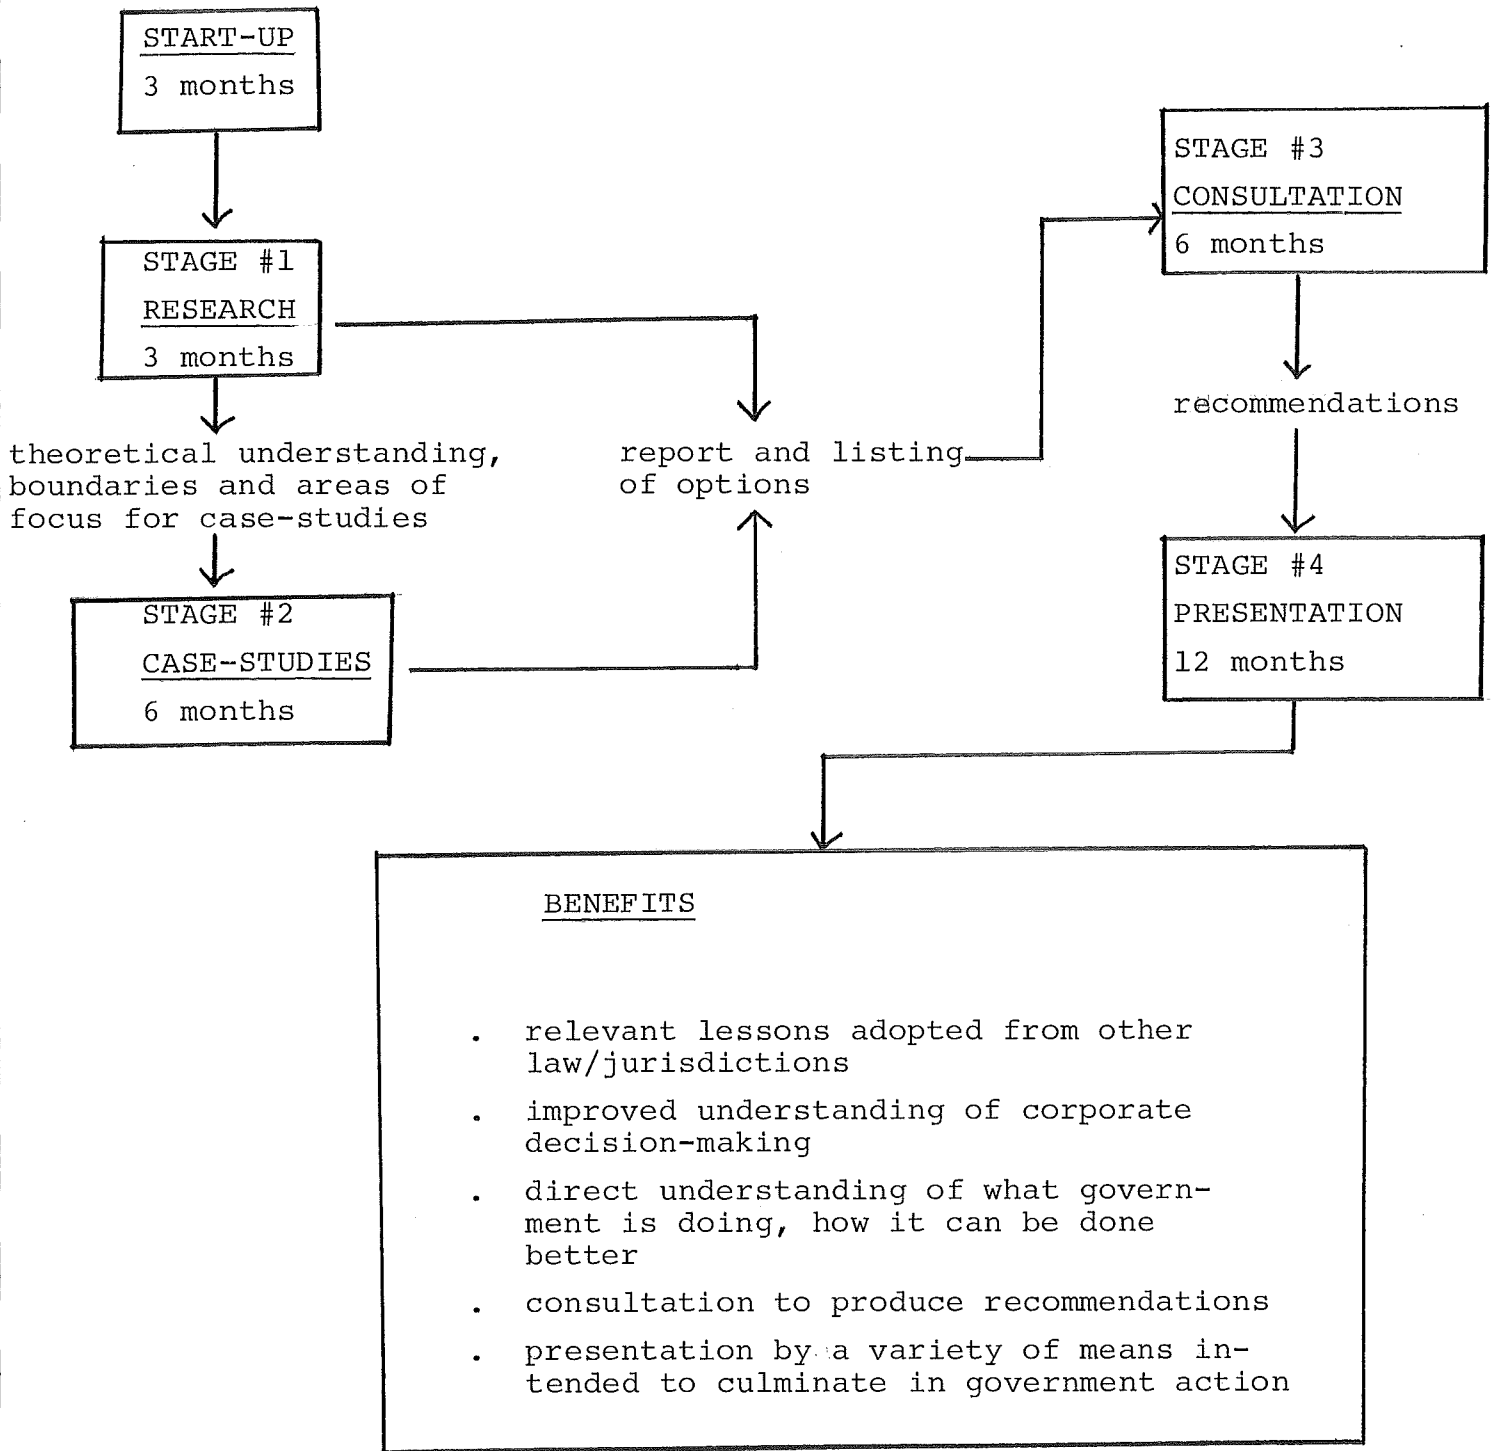 START-UP
3 months
STAGE #1
RESEARCH
3 months
theoretical understanding,
boundaries and areas of
focus for case-studies
STAGE #2
CASE-STUDIES
6 months
report and listing
of options
STAGE #3
CONSULTATION
6 months
recommendations
STAGE #4
PRESENTATION
12 months
BENEFITS
. relevant lessons adopted from other
law/jurisdictions
. improved understanding of corporate
decision-making
. direct understanding of what govern-
ment is doing, how it can be done
better
. consultation to produce recommendations
. presentation by a variety of means in-
tended to culminate in government action